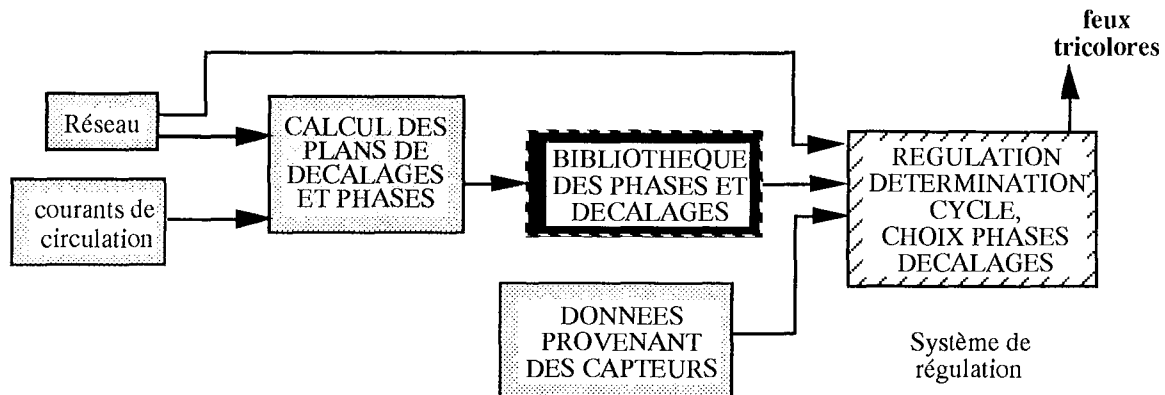 feux
tricolores
Réseau
CALCUL DES
PLANS DE
DECALAGES
ET PHASES
courants de
circulation
BIBLIOTHEQUE
DES PHASES ET
DECALAGES
REGULATION
DETERMINATION
CYCLE,
CHOIX PHASES
DECALAGES
DONNEES
PROVENANT
DES CAPTEURS
Système de
régulation